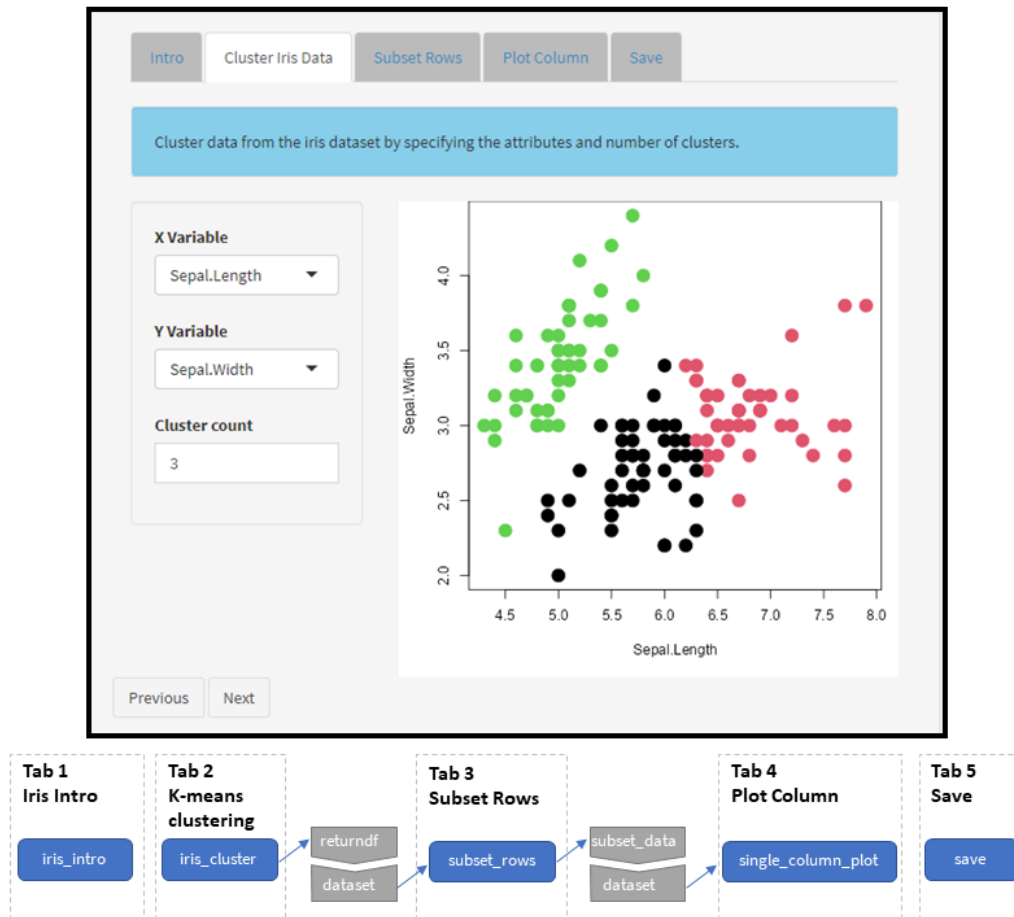 Intro Cluster Iris Data Subset Rows Plot Column Save
Cluster data from the iris dataset by specifying the attributes and number of clusters.
X Variable
Sepal.Length
Y Variable
Sepal.Width
Cluster count
3
Sepal.Width
4.0
3.5
3.0
2.5
2.0
4.5 5.0 5.5 6.0 6.5 7.0 7.5 8.0
Sepal.Length
Previous Next
Tab 1
Iris Intro
iris_intro
Tab 2
K-means
clustering
iris_cluster
returndf
dataset
Tab 3
Subset Rows
subset_rows
subset_data
dataset
Tab 4
Plot Column
single_column_plot
Tab 5
Save
save